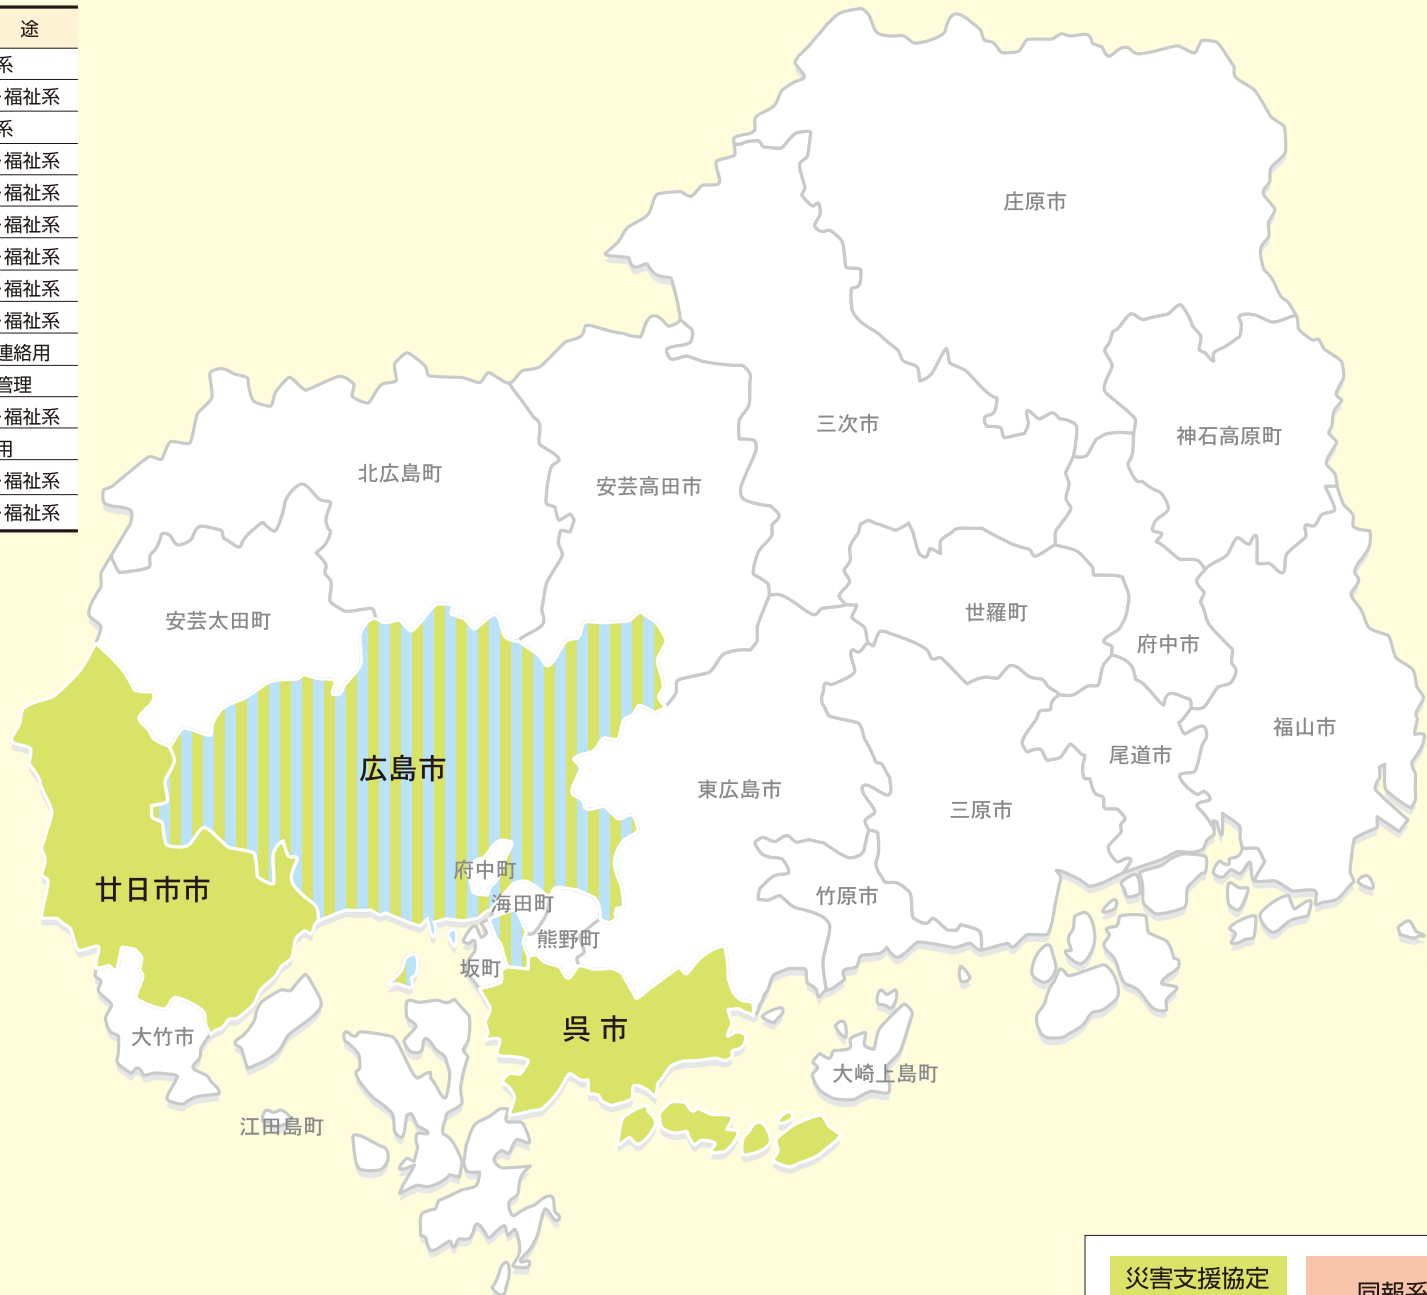 途
系
・福祉系
系
・福祉系
・福祉系
・福祉系
・福祉系
・福祉系
・福祉系
連絡用
管理
・福祉系
用
・福祉系
・福祉系
庄原市
三次市
神石高原町
北広島町
安芸高田市
安芸太田町
世羅町
府中市
福山市
尾道市
広島市
東広島市
三原市
府中町
廿日市市
海田町
竹原市
熊野町
坂町
呉市
大竹市
大崎上島町
江田島町
災害支援協定
同報系